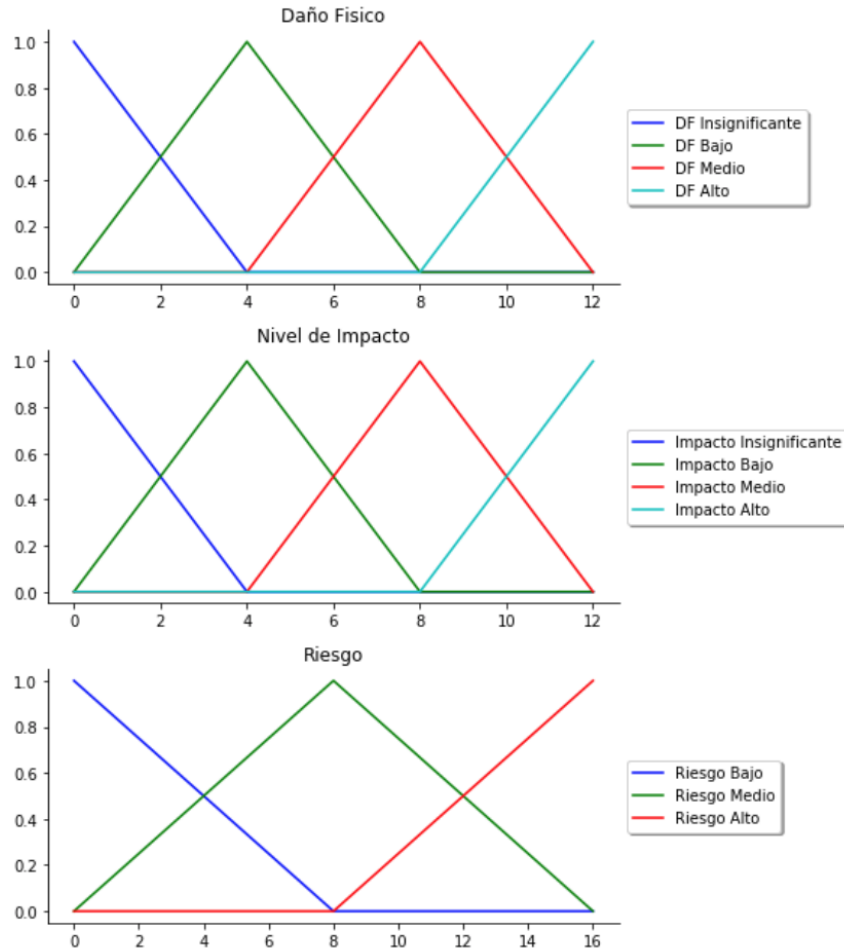 Daño Fisico
1.0
0.8
0.6
0.4
0.2
0.0
0 2 4 6 8 10 12
DF Insignificante
DF Bajo
DF Medio
DF Alto
Nivel de Impacto
1.0
0.8
0.6
0.4
0.2
0.0
0 2 4 6 8 10 12
Impacto Insignificante
Impacto Bajo
Impacto Medio
Impacto Alto
Riesgo
1.0
0.8
0.6
0.4
0.2
0.0
0 2 4 6 8 10 12 14 16
Riesgo Bajo
Riesgo Medio
Riesgo Alto